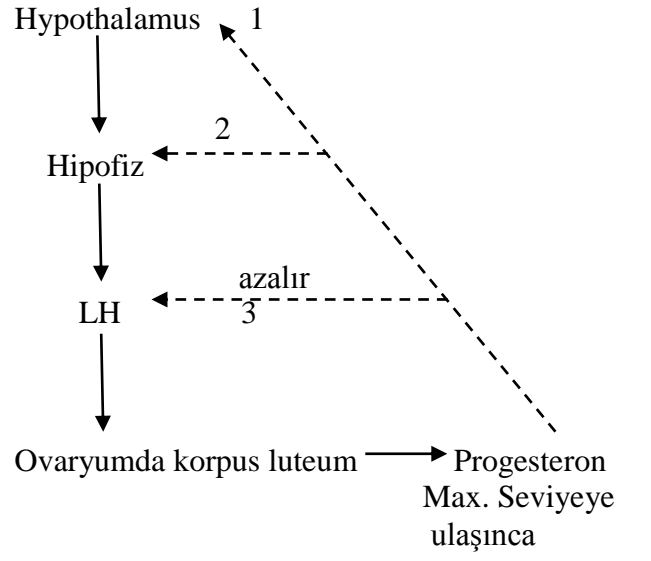 Hypothalamus 1
2
Hipofiz
azalır
LH 3
Ovaryumda korpus luteum Progesteron
Max. Seviyeye
ulaşınca